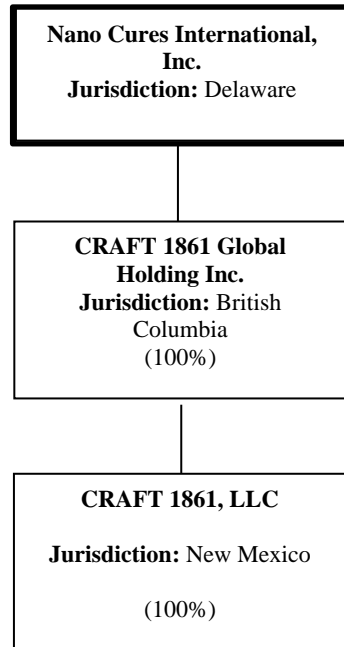 Nano Cures International,
Inc.
Jurisdiction: Delaware
CRAFT 1861 Global
Holding Inc.
Jurisdiction: British
Columbia
(100%)
CRAFT 1861, LLC
Jurisdiction: New Mexico
(100%)